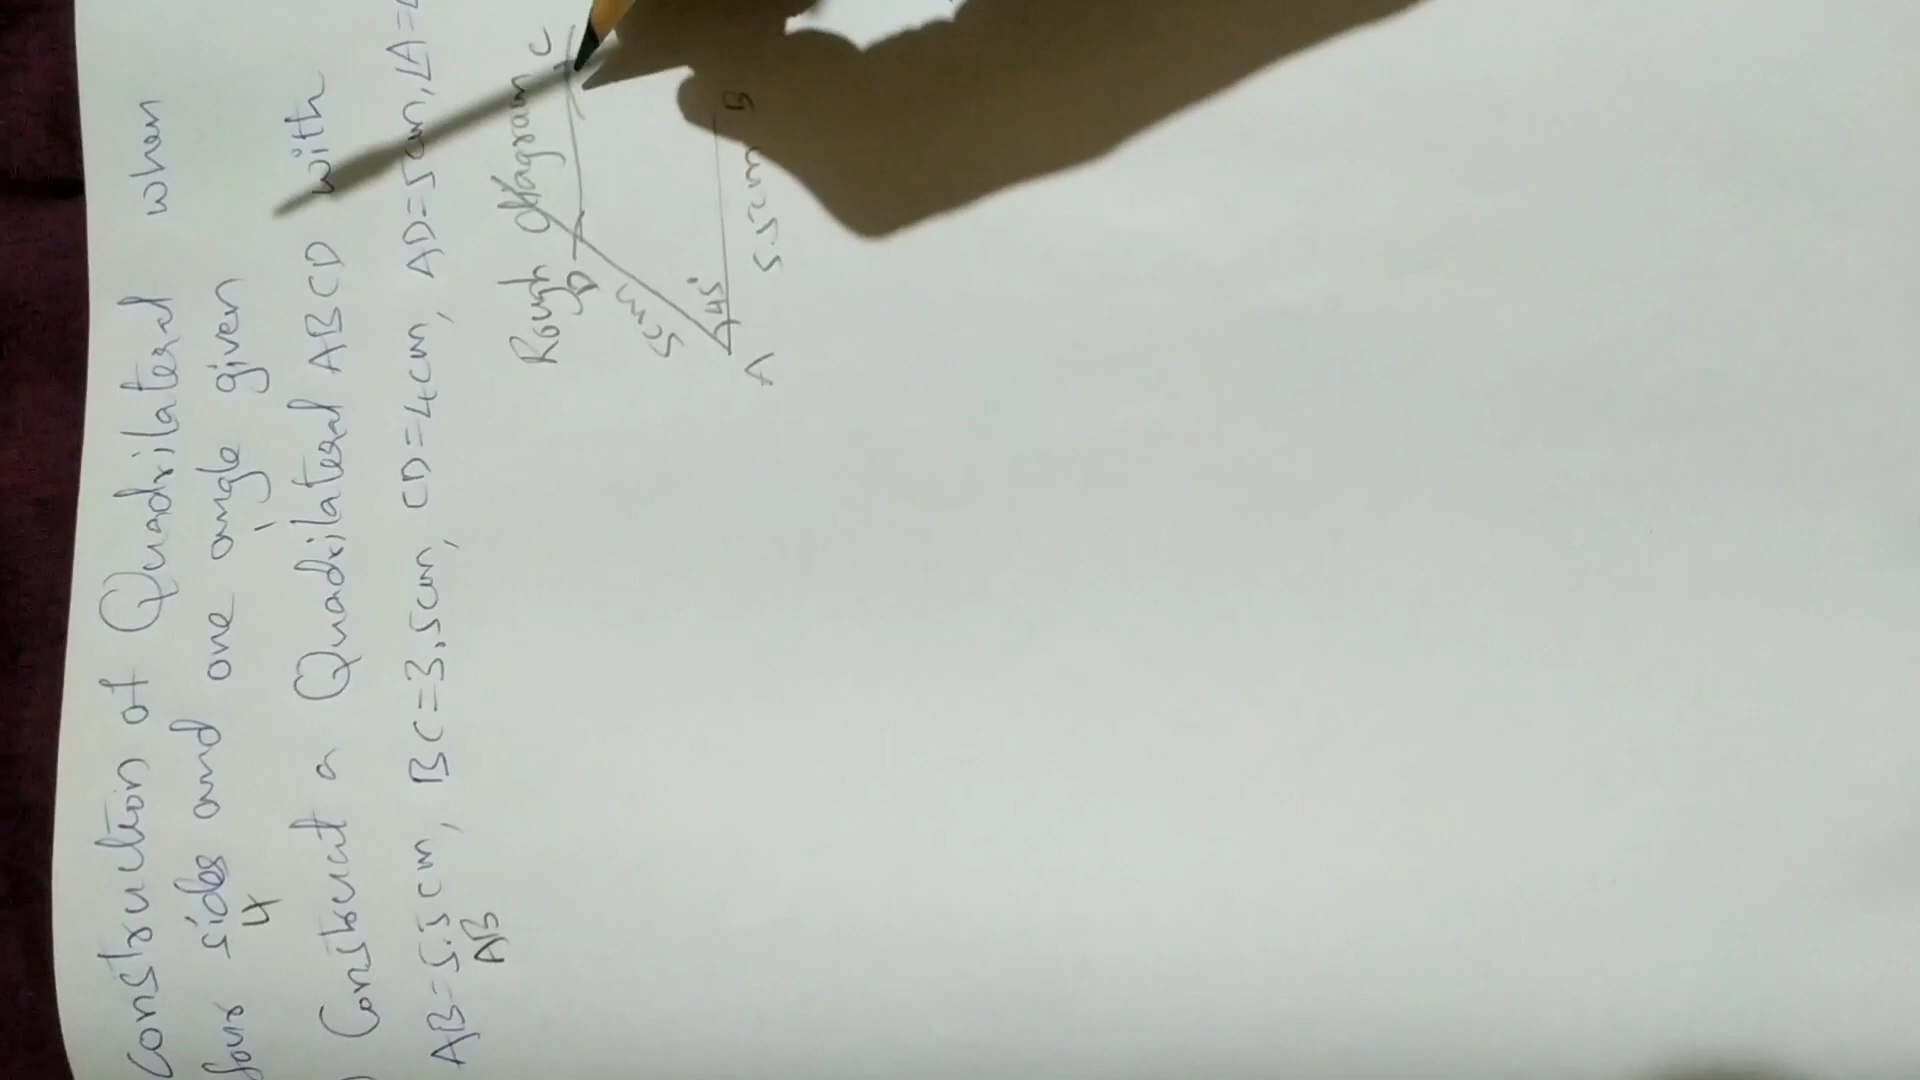 Construction of Quadrilateral when
four sides and one angle given
4
) Construct a Quadrilateral ABCD with
AB=5.5cm, BC=3.5cm, CD=4cm, AD=5cm, ∠A=
AB
Rough diagram
C
D
5cm
45°
B
A
5.5cm